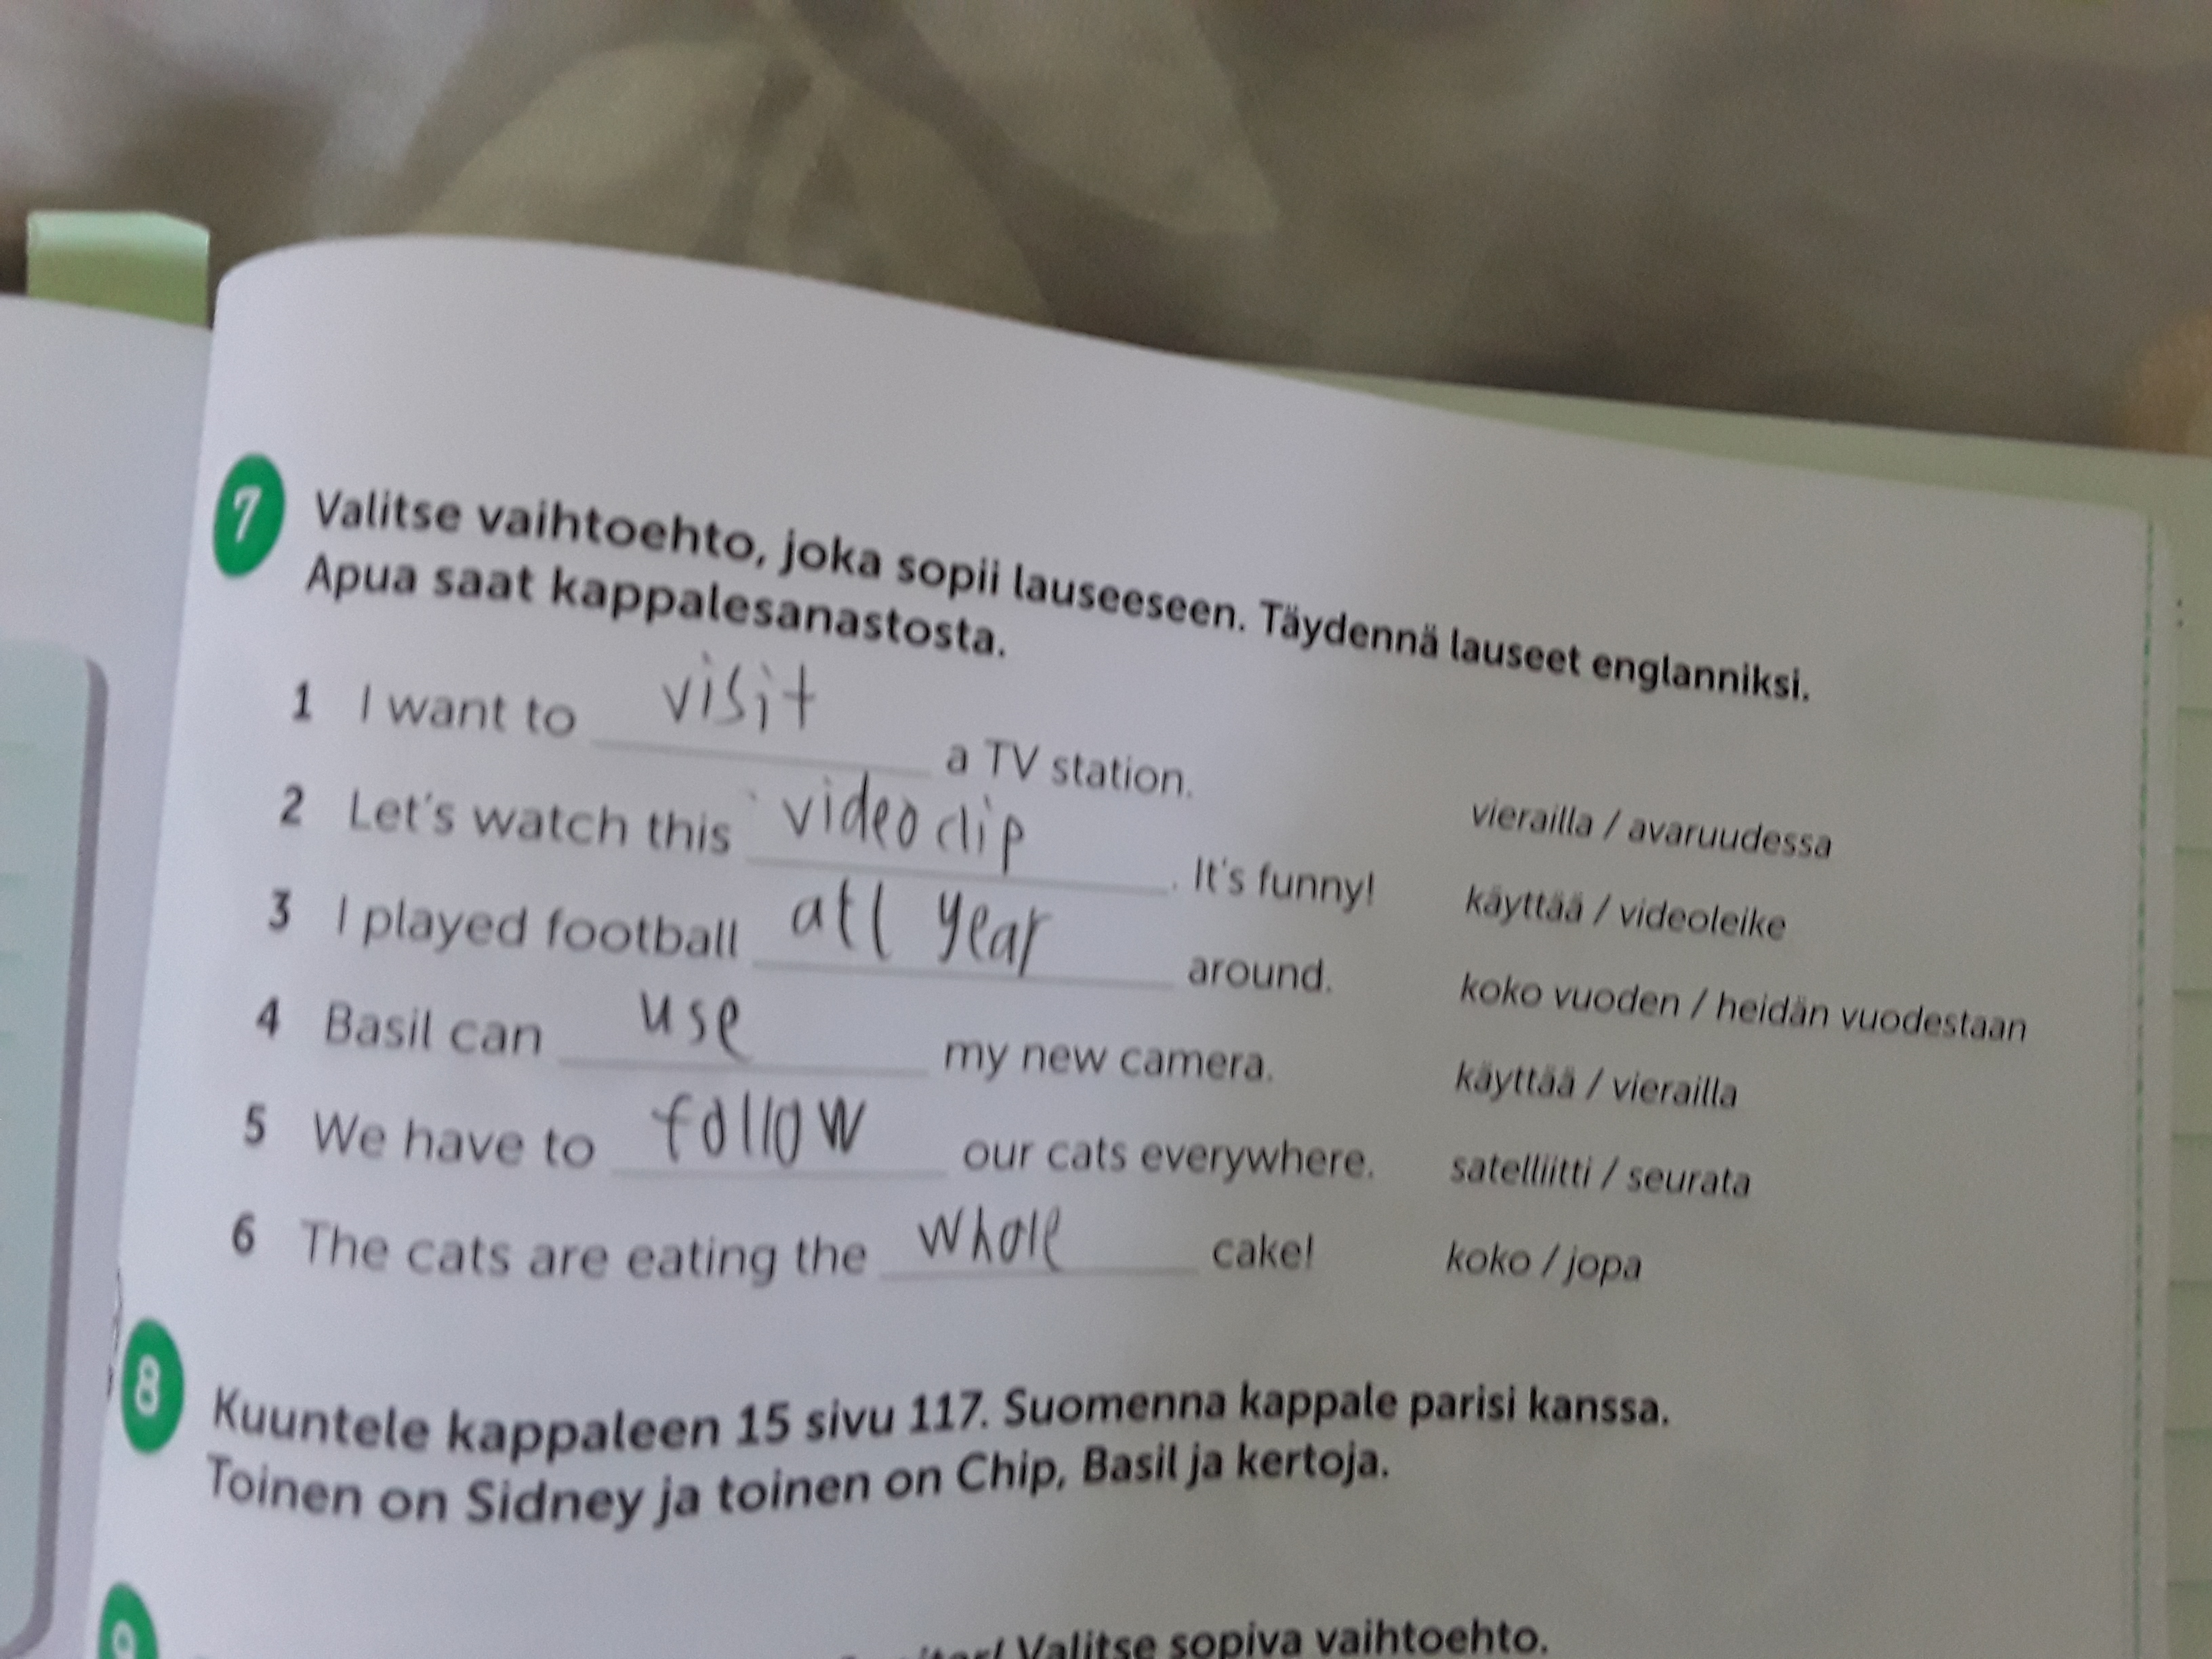 7 Valitse vaihtoehto, joka sopii lauseeseen. Täydennä lauseet englanniksi.
Apua saat kappalesanastosta.
1 I want to visit a TV station. vierailla / avaruudessa
2 Let's watch this videoclip. It's funny! käyttää / videoleike
3 I played football all year around. koko vuoden / heidän vuodestaan
4 Basil can use my new camera. käyttää / vierailla
5 We have to follow our cats everywhere. satelliitti / seurata
6 The cats are eating the whole cake! koko / jopa
8 Kuuntele kappaleen 15 sivu 117. Suomenna kappale parisi kanssa.
Toinen on Sidney ja toinen on Chip, Basil ja kertoja.
9 Valitse sopiva vaihtoehto.